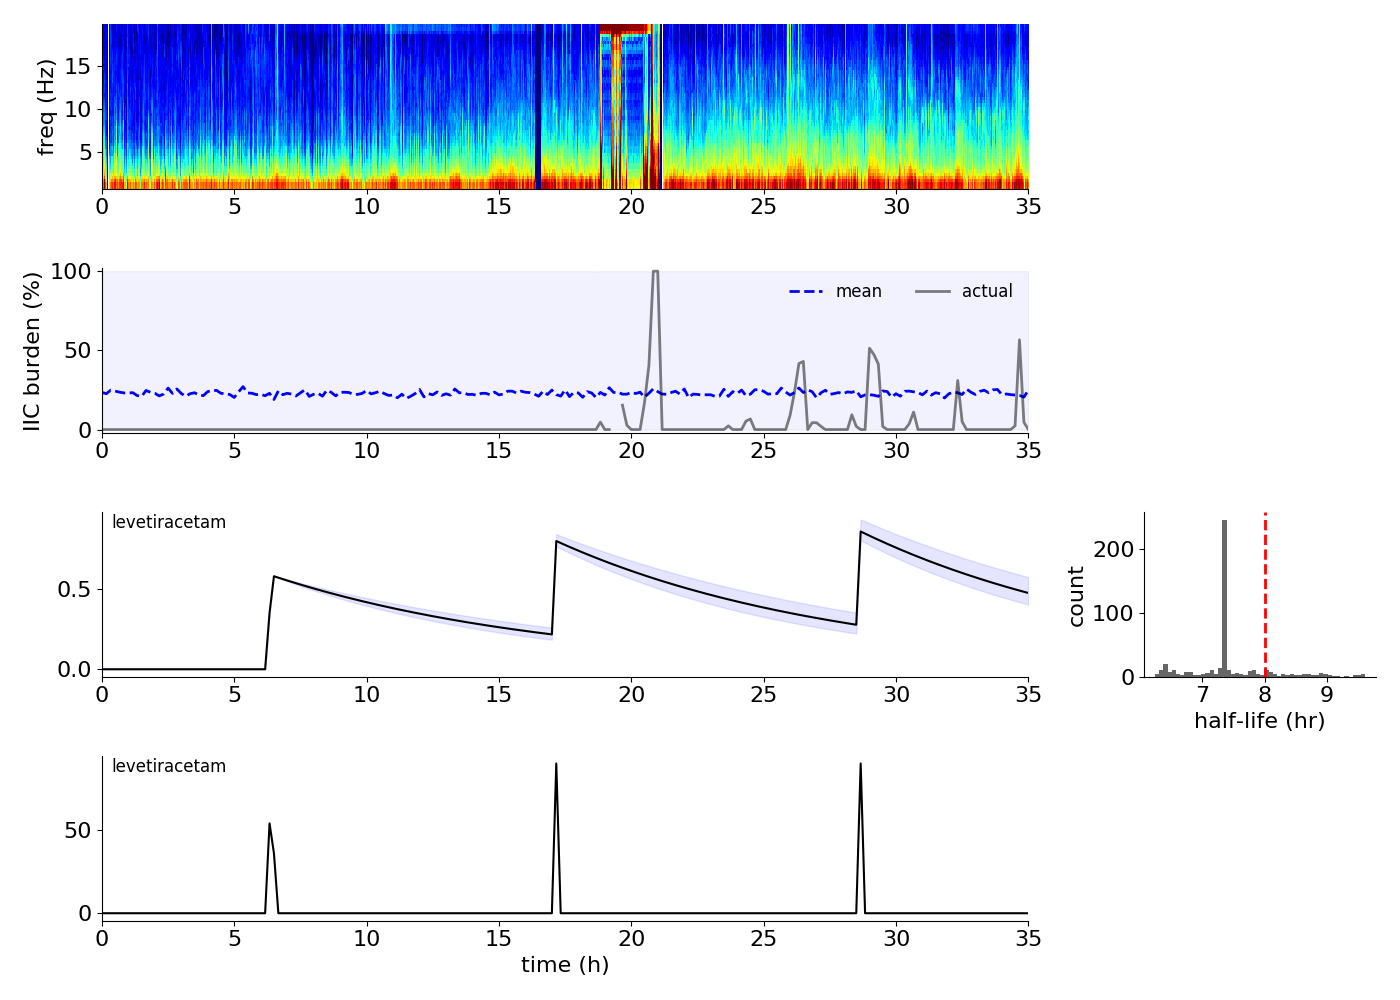 freq (Hz)
15
10
5
0 5 10 15 20 25 30 35
IIC burden (%)
100
50
0
mean actual
0 5 10 15 20 25 30 35
levetiracetam
0.5
0.0
0 5 10 15 20 25 30 35
count
200
100
0
7 8 9
half-life (hr)
levetiracetam
50
0
0 5 10 15 20 25 30 35
time (h)